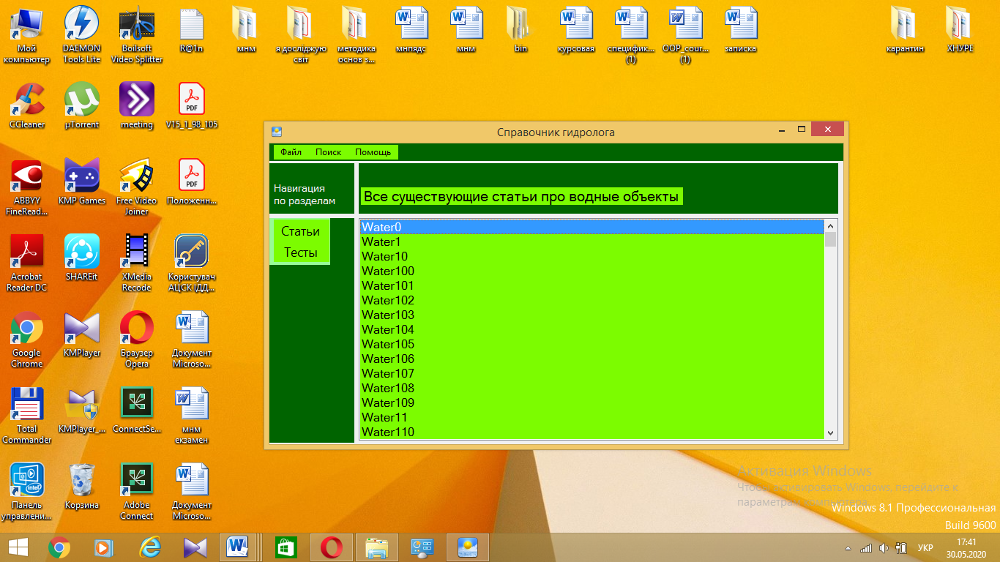 Мой
компьютер
DAEMON
Tools Lite
Boilsoft
Video Splitter
R@1n
мнм
я досліджую
світ
методика
основ з...
мнпядс
мнм
bin
курсовая
специфик...
(1)
OOP_cour...
(1)
записка
карантин
ХНУРЕ
CCleaner
µTorrent
meeting
PDF
V15_1_98_105
ABBYY
FineRead...
KMP Games
Free Video
Joiner
PDF
Положенн...
Acrobat
Reader DC
SHAREit
XMedia
Recode
Користувач
АЦСК ІДД...
Google
Chrome
KMPlayer
Браузер
Opera
Документ
Microso...
Total
Commander
KMPlayer_...
ConnectSe...
мнм
екзамен
Панель
управлени...
Корзина
Adobe
Connect
Документ
Microso...
Справочник гидролога
Файл Поиск Помощь
Навигация
по разделам
Все существующие статьи про водные объекты
Статьи
Тесты
Water0
Water1
Water10
Water100
Water101
Water102
Water103
Water104
Water105
Water106
Water107
Water108
Water109
Water11
Water110
Активация Windows
Чтобы активировать Windows, перейдите к
параметрам компьютера.
Windows 8.1 Профессиональная
Build 9600
УКР
17:41
30.05.2020